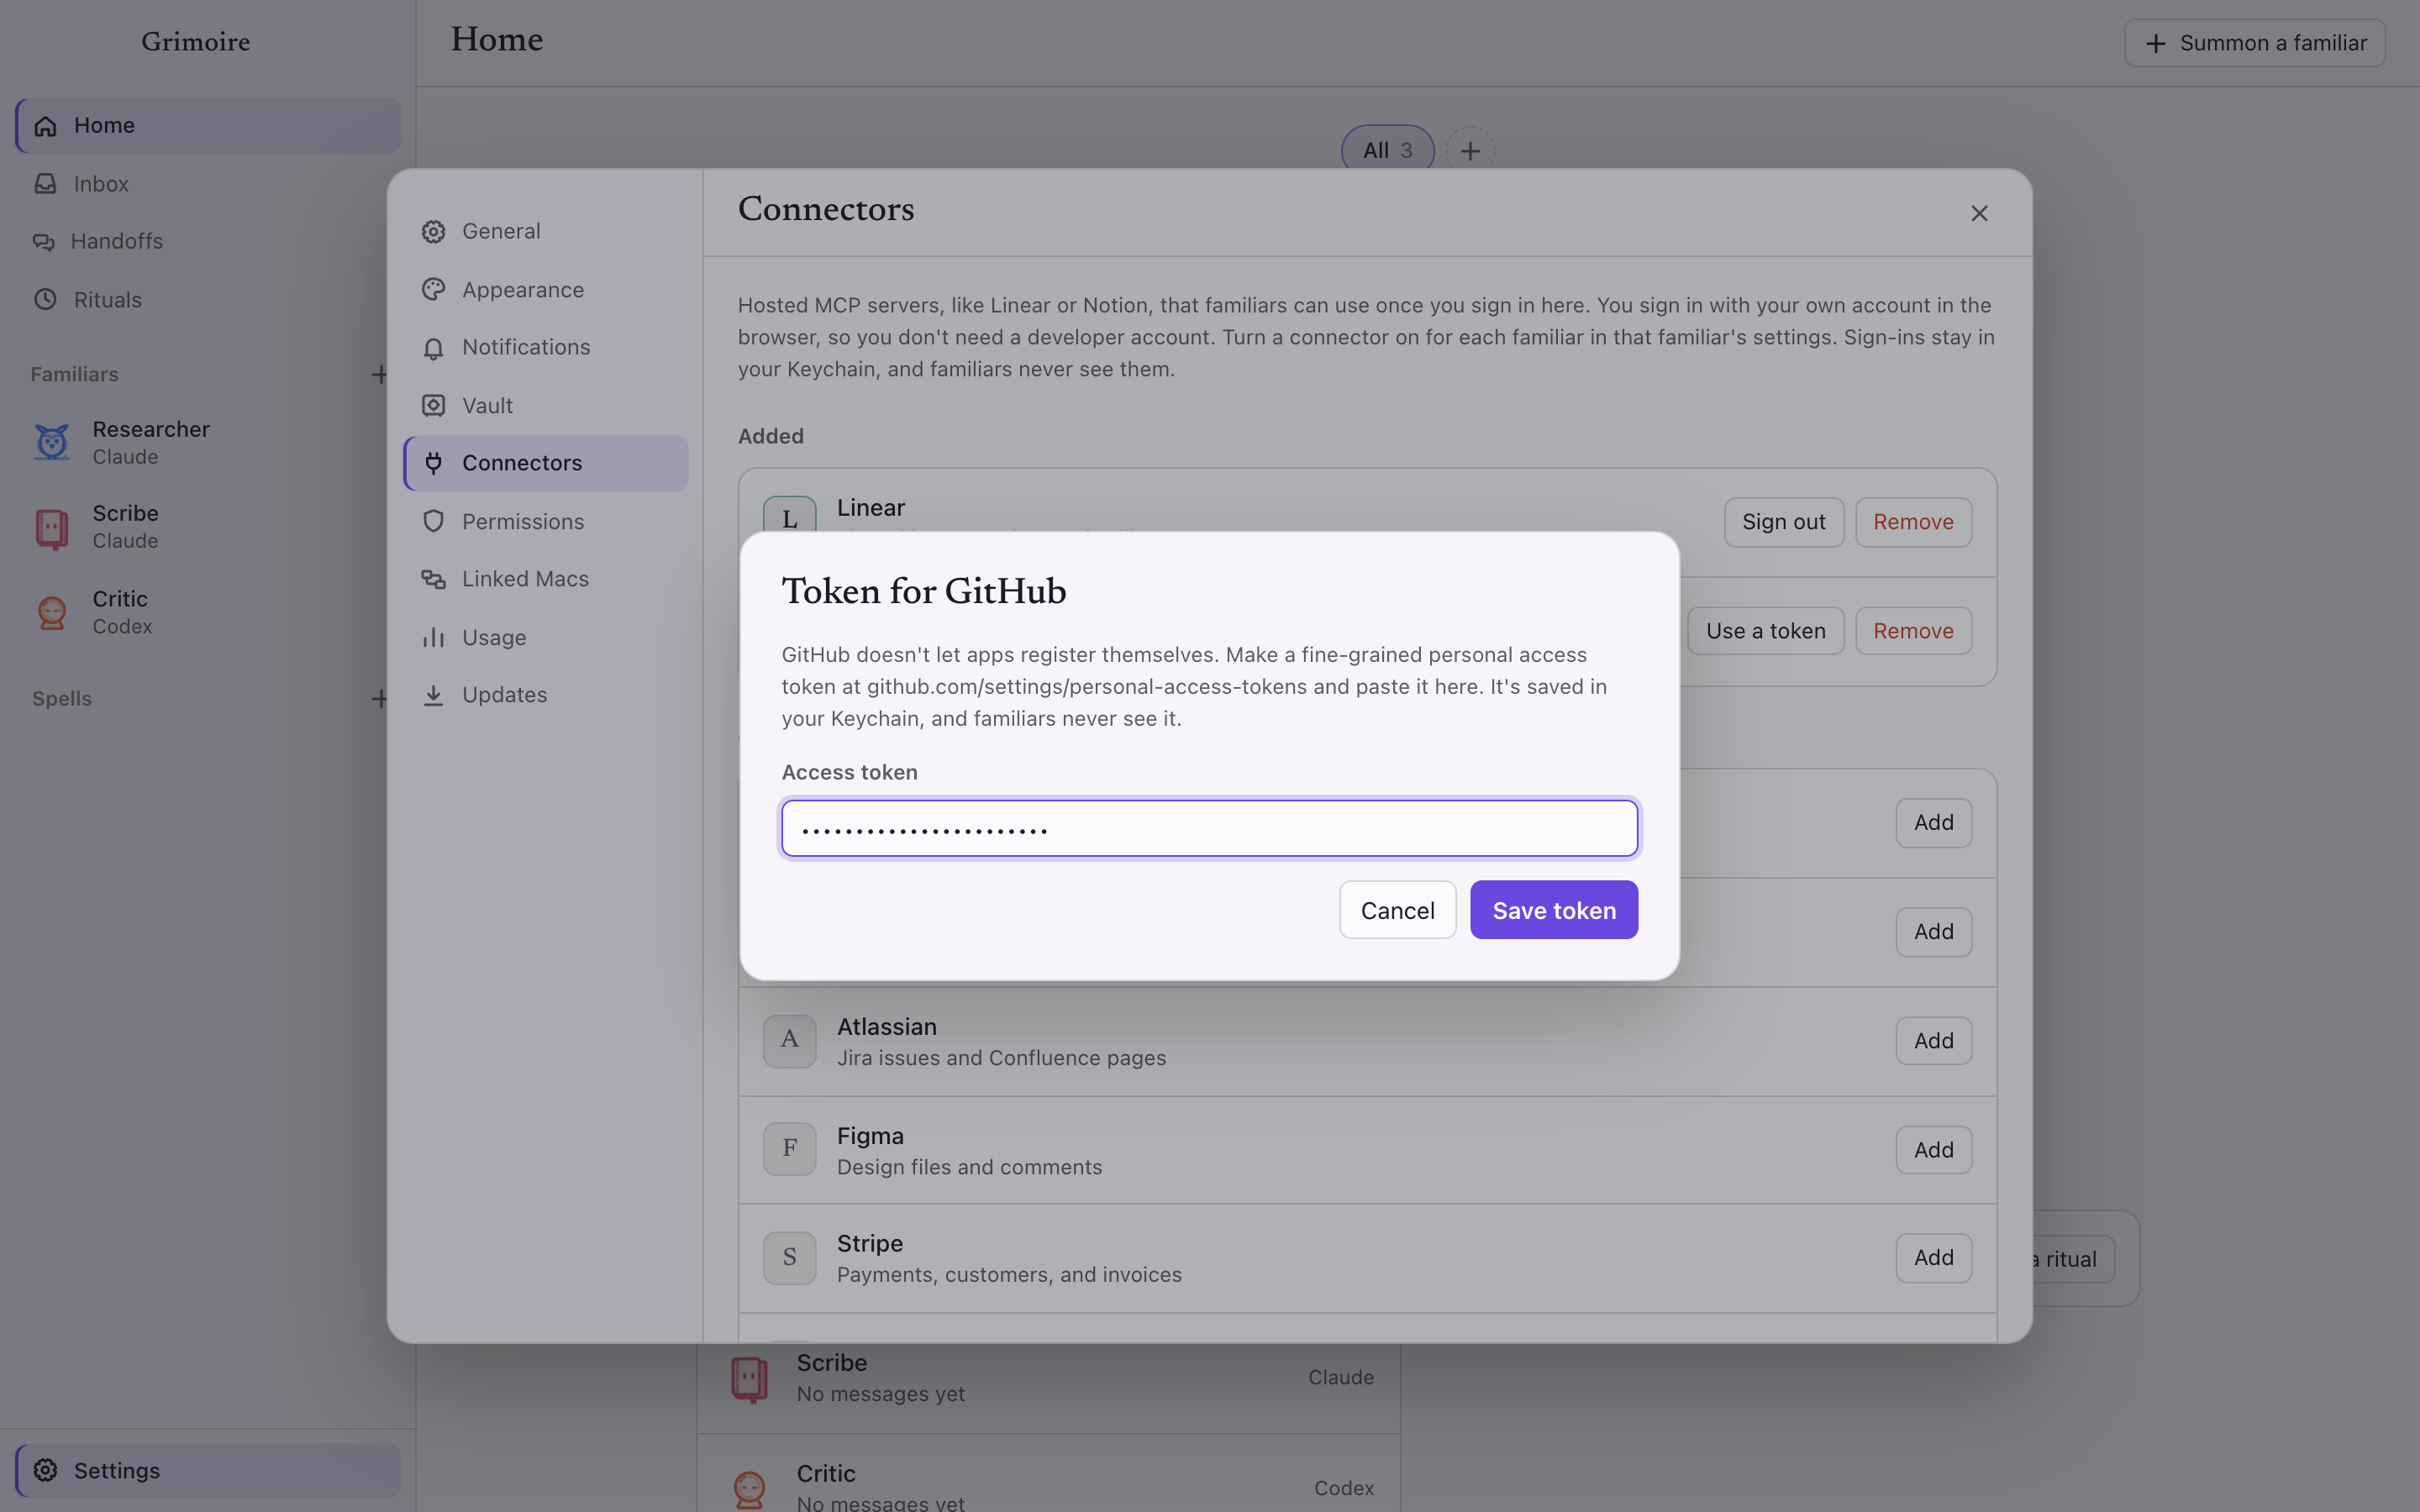 Grimoire
Home
Summon a familiar
Home
Inbox
Handoffs
Rituals
Familiars
Researcher
Claude
Scribe
Claude
Critic
Codex
Spells
Settings
All 3
General
Appearance
Notifications
Vault
Connectors
Permissions
Linked Macs
Usage
Updates
Connectors
Hosted MCP servers, like Linear or Notion, that familiars can use once you sign in here. You sign in with your own account in the
browser, so you don't need a developer account. Turn a connector on for each familiar in that familiar's settings. Sign-ins stay in
your Keychain, and familiars never see them.
Added
L
Linear
Sign out
Remove
Use a token
Remove
Token for GitHub
GitHub doesn't let apps register themselves. Make a fine-grained personal access
token at github.com/settings/personal-access-tokens and paste it here. It's saved in
your Keychain, and familiars never see it.
Access token
Cancel
Save token
Add
Add
A
Atlassian
Jira issues and Confluence pages
Add
F
Figma
Design files and comments
Add
S
Stripe
Payments, customers, and invoices
Add
a ritual
Scribe
No messages yet
Claude
Critic
No messages yet
Codex